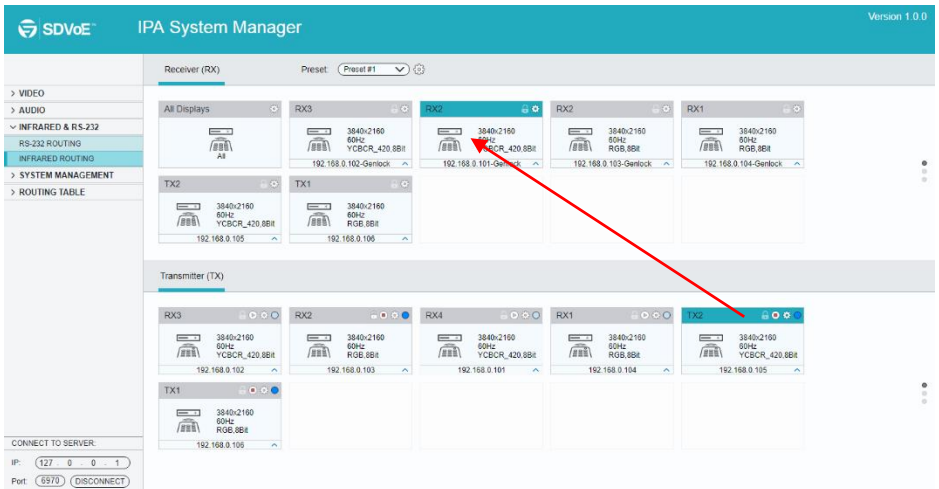 SDVoE™ IPA System Manager Version 1.0.0
Receiver (RX) Preset: Preset #1
> VIDEO
> AUDIO
INFRARED & RS-232
RS-232 ROUTING
INFRARED ROUTING
> SYSTEM MANAGEMENT
> ROUTING TABLE
All Displays
All
RX3
3840x2160
60Hz
YCBCR_420,8Bit
192.168.0.102-Genlock
RX2
3840x2160
60Hz
YCBCR_420,8Bit
192.168.0.101-Genlock
RX2
3840x2160
60Hz
RGB,8Bit
192.168.0.103-Genlock
RX1
3840x2160
60Hz
RGB,8Bit
192.168.0.104-Genlock
TX2
3840x2160
60Hz
YCBCR_420,8Bit
192.168.0.105
TX1
3840x2160
60Hz
RGB,8Bit
192.168.0.106
Transmitter (TX)
RX3
3840x2160
60Hz
YCBCR_420,8Bit
192.168.0.102
RX2
3840x2160
60Hz
RGB,8Bit
192.168.0.103
RX4
3840x2160
60Hz
YCBCR_420,8Bit
192.168.0.101
RX1
3840x2160
60Hz
RGB,8Bit
192.168.0.104
TX2
3840x2160
60Hz
YCBCR_420,8Bit
192.168.0.105
TX1
3840x2160
60Hz
RGB,8Bit
192.168.0.106
CONNECT TO SERVER:
IP: 127 . 0 . 0 . 1
Port: 6970 DISCONNECT